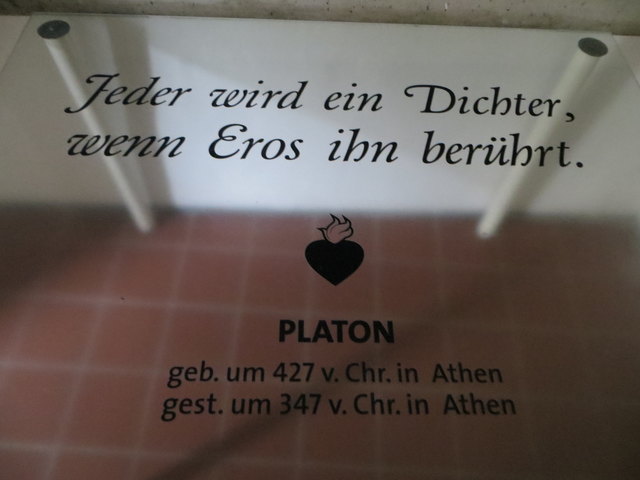 Jeder wird ein Dichter,
wenn Eros ihn berührt.
PLATON
geb. um 427 v. Chr. in Athen
gest. um 347 v. Chr. in Athen